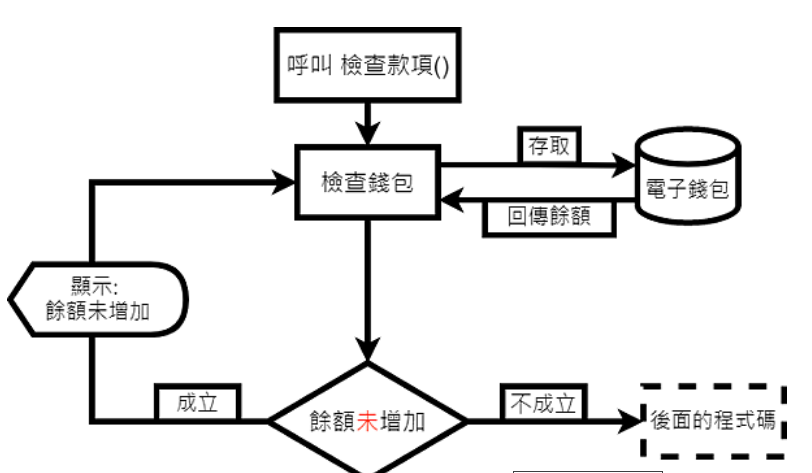 呼叫 檢查款項()
存取
檢查錢包
電子錢包
回傳餘額
顯示:
餘額未增加
成立
不成立
餘額未增加
後面的程式碼